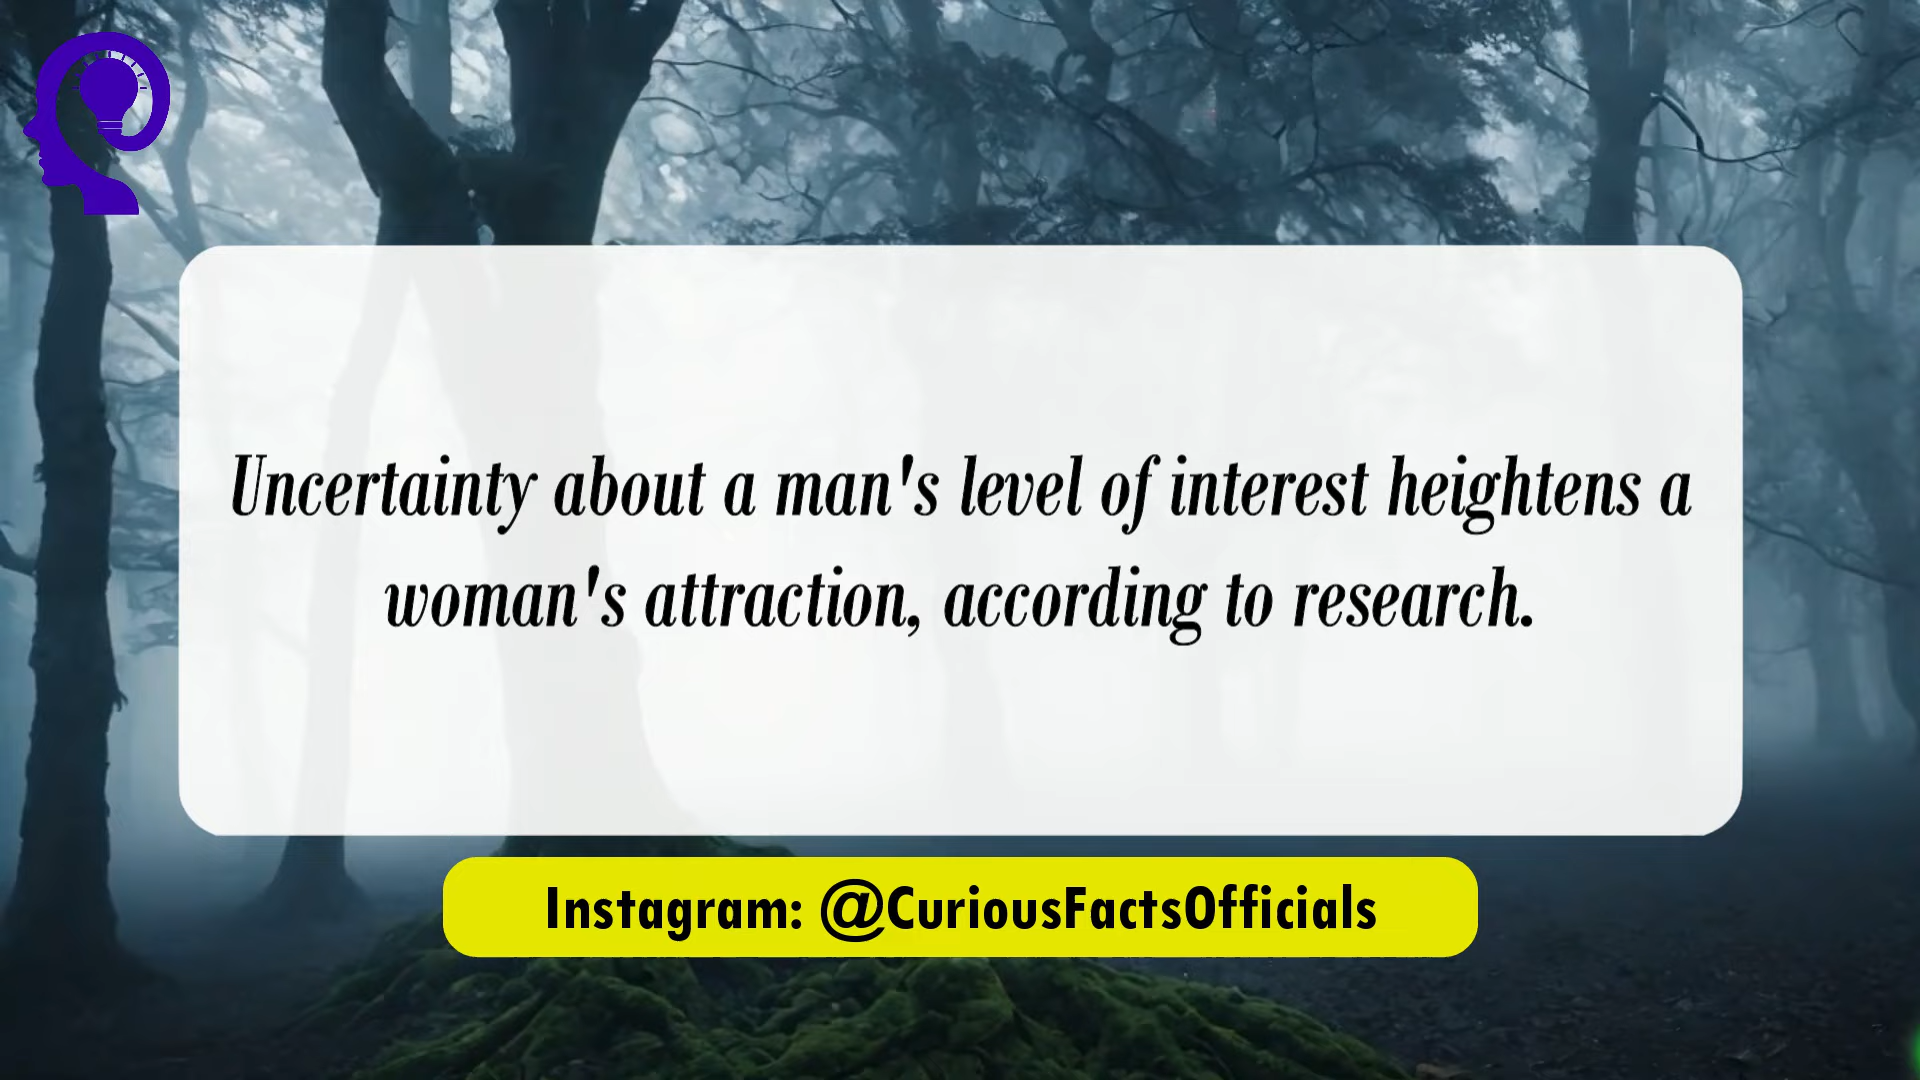 Uncertainty about a man's level of interest heightens a
woman's attraction, according to research.
Instagram: @CuriousFactsOfficials